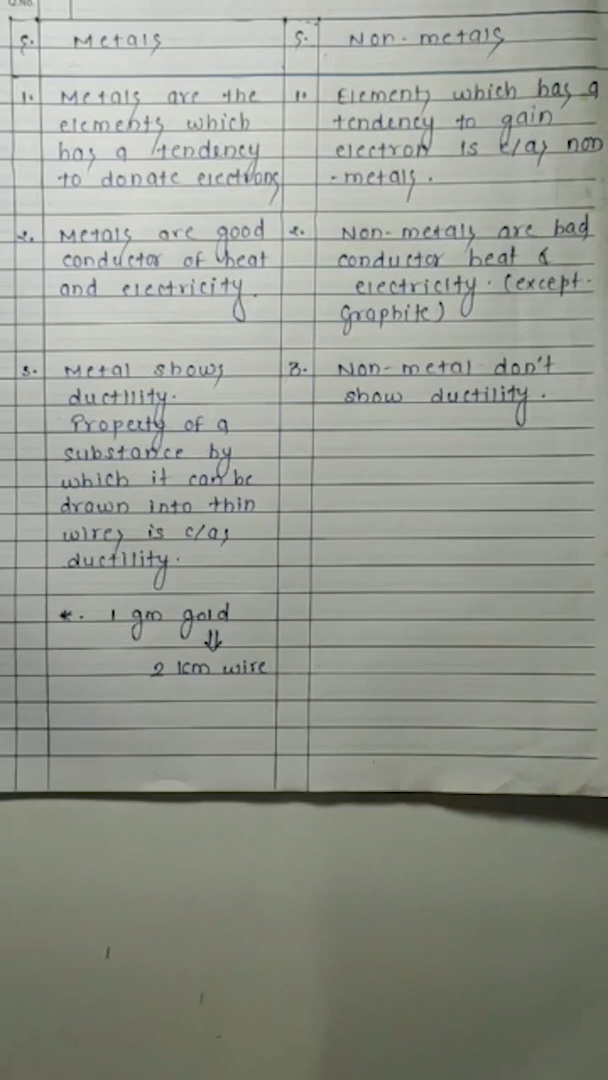 Q.No.
S. Metals
1. Metals are the
elements which
has a tendency
to donate electrons
2. Metals are good
conductor of heat
and electricity.
3. Metal shows
ductility.
Property of a
substance by
which it can be
drawn into thin
wires is c/as
ductility.
*. 1 gm gold
⇓
2 km wire
S. Non-metals
1. Elements which has a
tendency to gain
electron is c/as non
-metals.
2. Non-metals are bad
conductor heat &
electricity. (except.
Graphite)
3. Non-metal don't
show ductility.